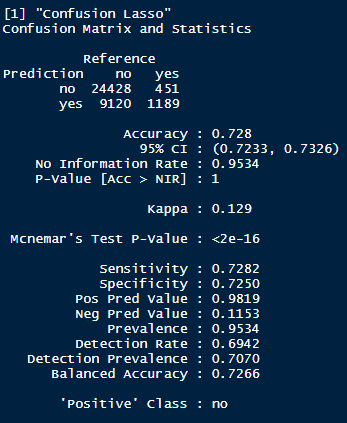 [1] "Confusion Lasso"
Confusion Matrix and Statistics
Reference
Prediction no yes
no 24428 451
yes 9120 1189
Accuracy : 0.728
95% CI : (0.7233, 0.7326)
No Information Rate : 0.9534
P-Value [Acc > NIR] : 1
Kappa : 0.129
Mcnemar's Test P-Value : <2e-16
Sensitivity : 0.7282
Specificity : 0.7250
Pos Pred Value : 0.9819
Neg Pred Value : 0.1153
Prevalence : 0.9534
Detection Rate : 0.6942
Detection Prevalence : 0.7070
Balanced Accuracy : 0.7266
'Positive' Class : no